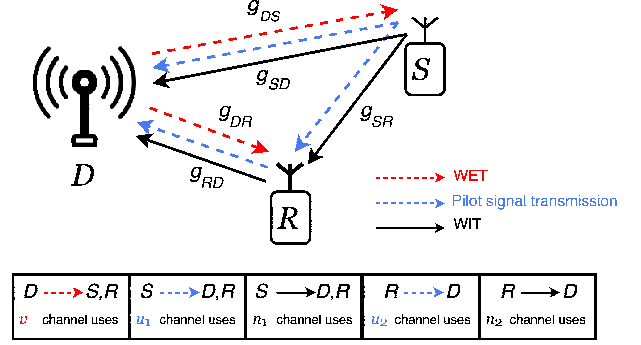 g_DS
S
g_SD
g_SR
g_DR
D
g_RD
R
WET
Pilot signal transmission
WIT
D S,R
v channel uses
S D,R
u_1 channel uses
S D,R
n_1 channel uses
R D
u_2 channel uses
R D
n_2 channel uses